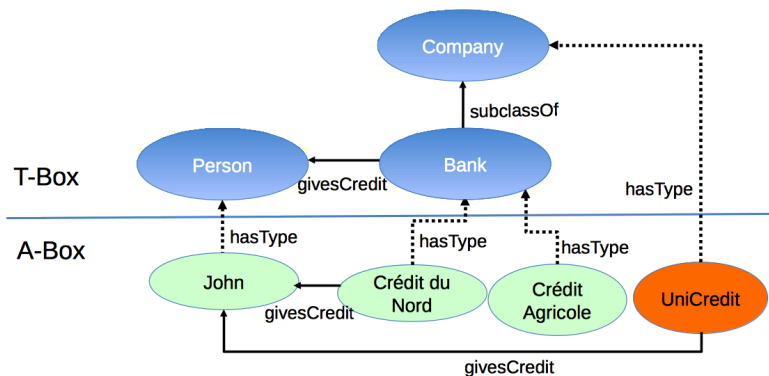 Company
subclassOf
Person
Bank
givesCredit
T-Box
hasType
A-Box
hasType
hasType
hasType
John
Crédit du
Nord
Crédit
Agricole
UniCredit
givesCredit
givesCredit